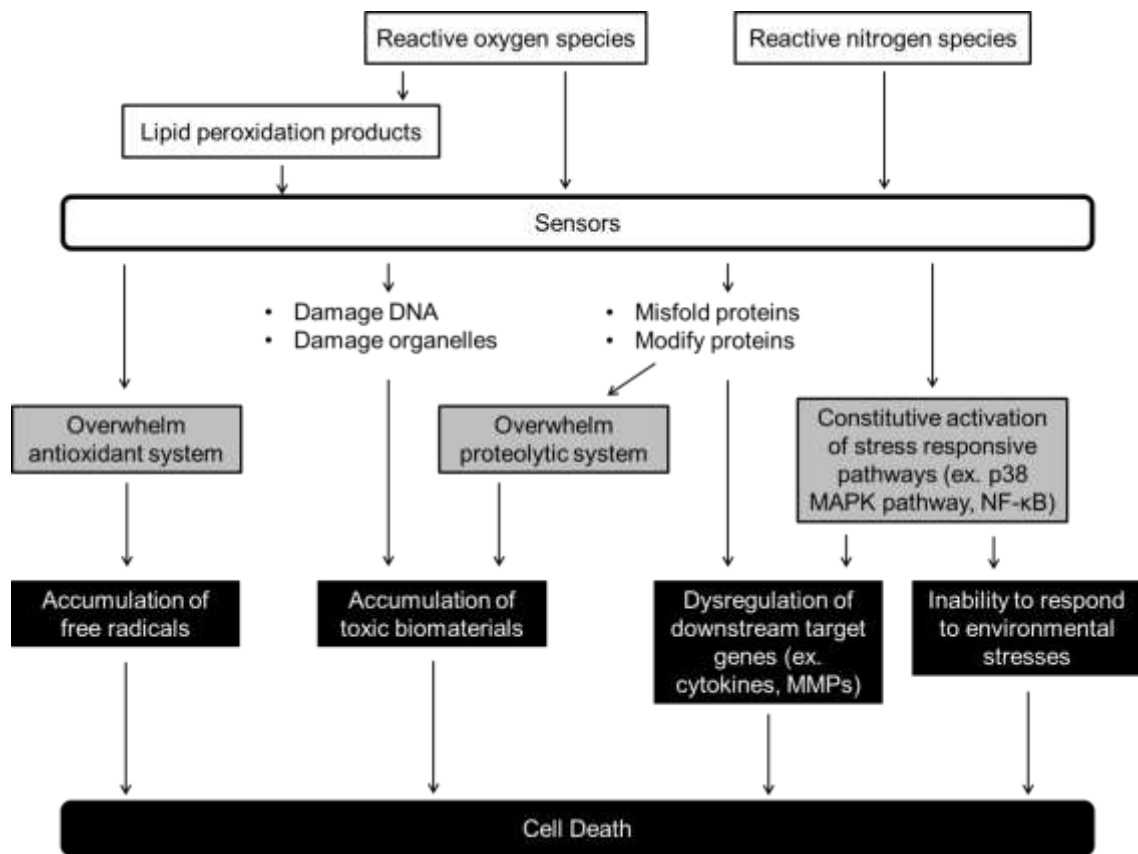 Reactive oxygen species
Reactive nitrogen species
Lipid peroxidation products
Sensors
• Damage DNA
• Damage organelles
• Misfold proteins
• Modify proteins
Overwhelm
antioxidant system
Overwhelm
proteolytic system
Constitutive activation
of stress responsive
pathways (ex. p38
MAPK pathway, NF-κB)
Accumulation of
free radicals
Accumulation of
toxic biomaterials
Dysregulation of
downstream target
genes (ex.
cytokines, MMPs)
Inability to respond
to environmental
stresses
Cell Death